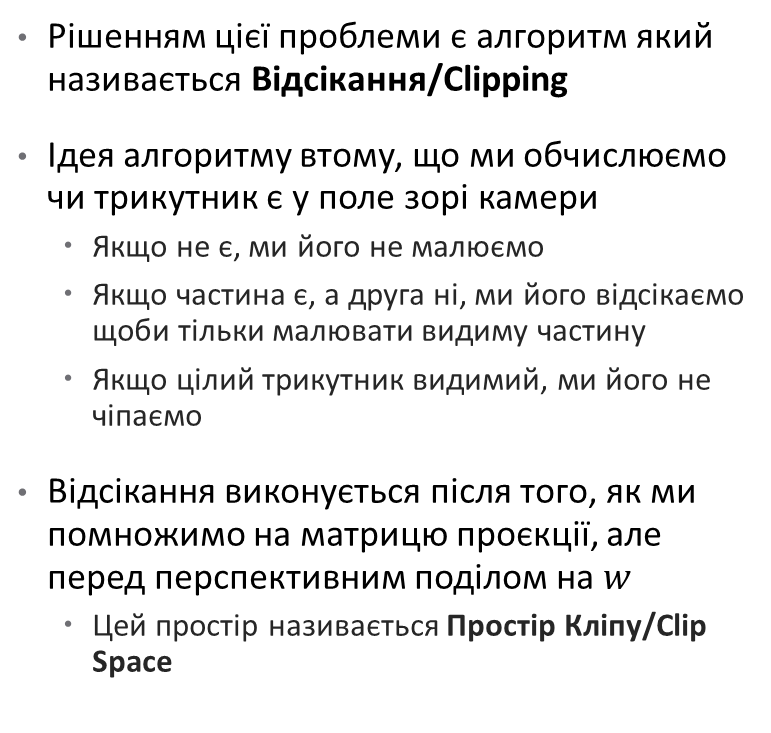 • Рішенням цієї проблеми є алгоритм який
називається Відсікання/Clipping
• Ідея алгоритму втому, що ми обчислюємо
чи трикутник є у поле зорі камери
• Якщо не є, ми його не малюємо
• Якщо частина є, а друга ні, ми його відсікаємо
щоби тільки малювати видиму частину
• Якщо цілий трикутник видимий, ми його не
чіпаємо
• Відсікання виконується після того, як ми
помножимо на матрицю проєкції, але
перед перспективним поділом на w
• Цей простір називається Простір Кліпу/Clip
Space